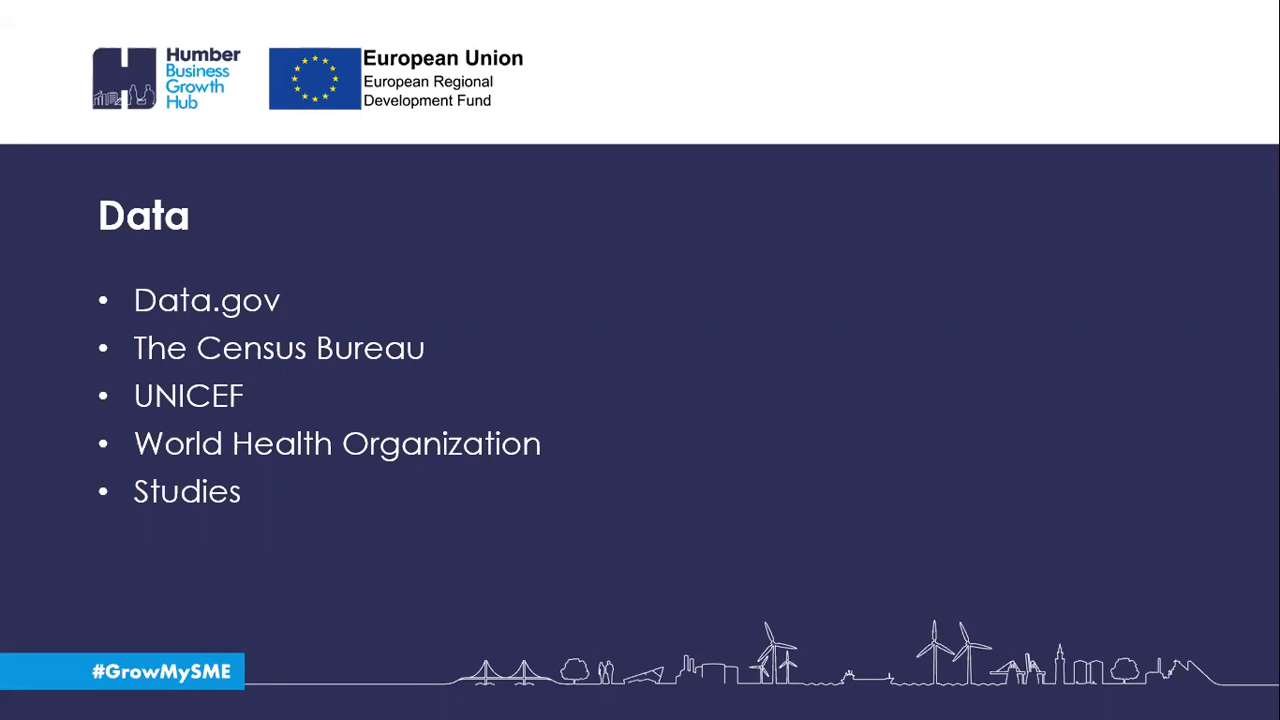 Humber
Business
Growth
Hub
European Union
European Regional
Development Fund
Data
• Data.gov
• The Census Bureau
• UNICEF
• World Health Organization
• Studies
#GrowMySME